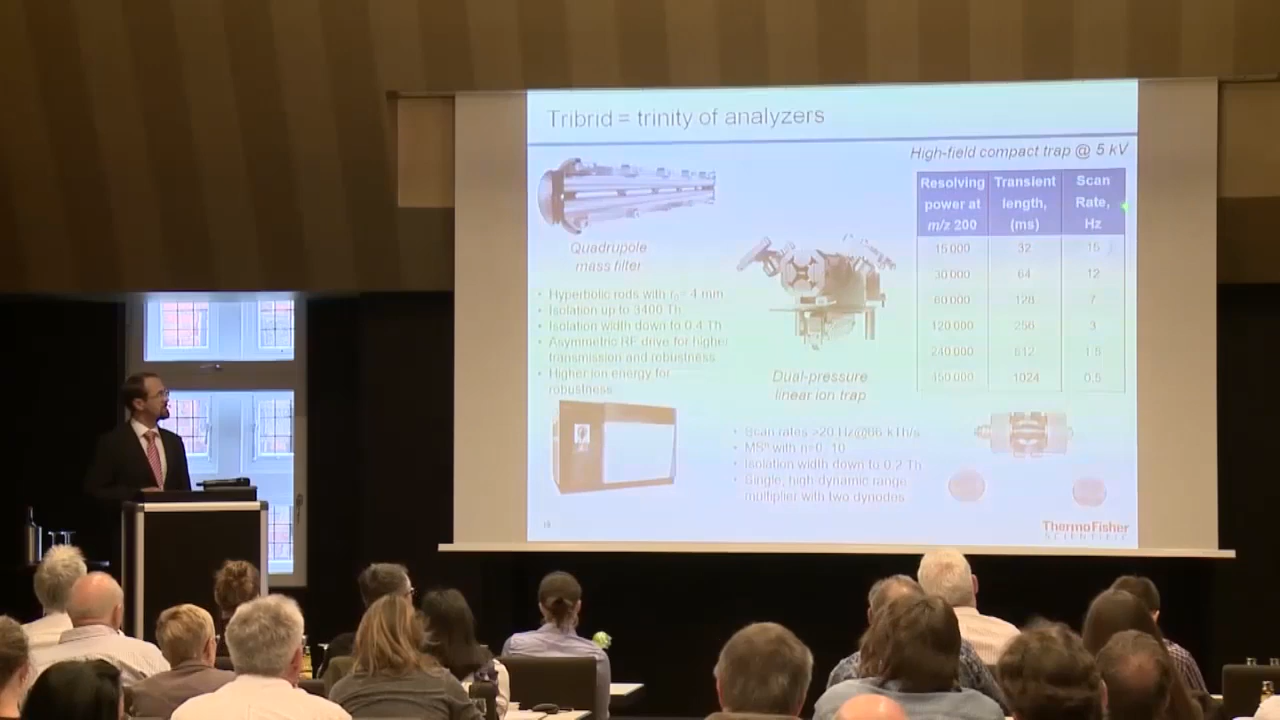 Tribrid = trinity of analyzers
High-field compact trap @ 5 kV
Resolving power at m/z 200 Transient length, (ms) Scan Rate, Hz
15 000 32 15
30 000 64 12
60 000 128 7
120 000 256 3
240 000 512 1.5
450 000 1024 0.5
Quadrupole
mass filter
• Hyperbolic rods with r₀= 4 mm
• Isolation up to 3400 Th
• Isolation width down to 0.4 Th
• Asymmetric RF drive for higher
transmission and robustness
• Higher ion energy for
robustness
Dual-pressure
linear ion trap
• Scan rates >20 Hz@66 kTh/s
• MSⁿ with n=0..10
• Isolation width down to 0.2 Th
• Single, high dynamic range
multiplier with two dynodes
ThermoFisher
SCIENTIFIC